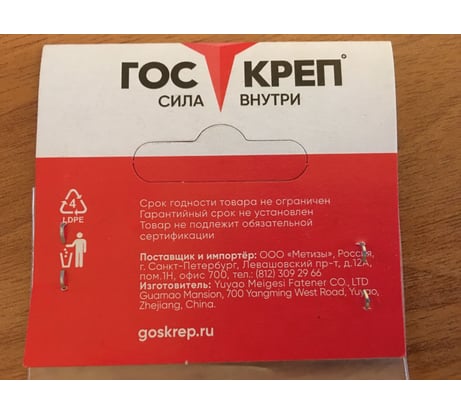 ГОС КРЕП
СИЛА ВНУТРИ
Срок годности товара не ограничен
Гарантийный срок не установлен
Товар не подлежит обязательной
сертификации
4
LDPE
Поставщик и импортёр: ООО «Метизы», Россия,
г. Санкт-Петербург, Левашовский пр-т, д.12А,
пом.1Н, офис 700, тел.: (812) 309 29 66
Изготовитель: Yuyao Meigesi Fatener CO., LTD
Guamao Mansion, 700 Yangming West Road, Yuyao,
Zhejiang, China.
goskrep.ru